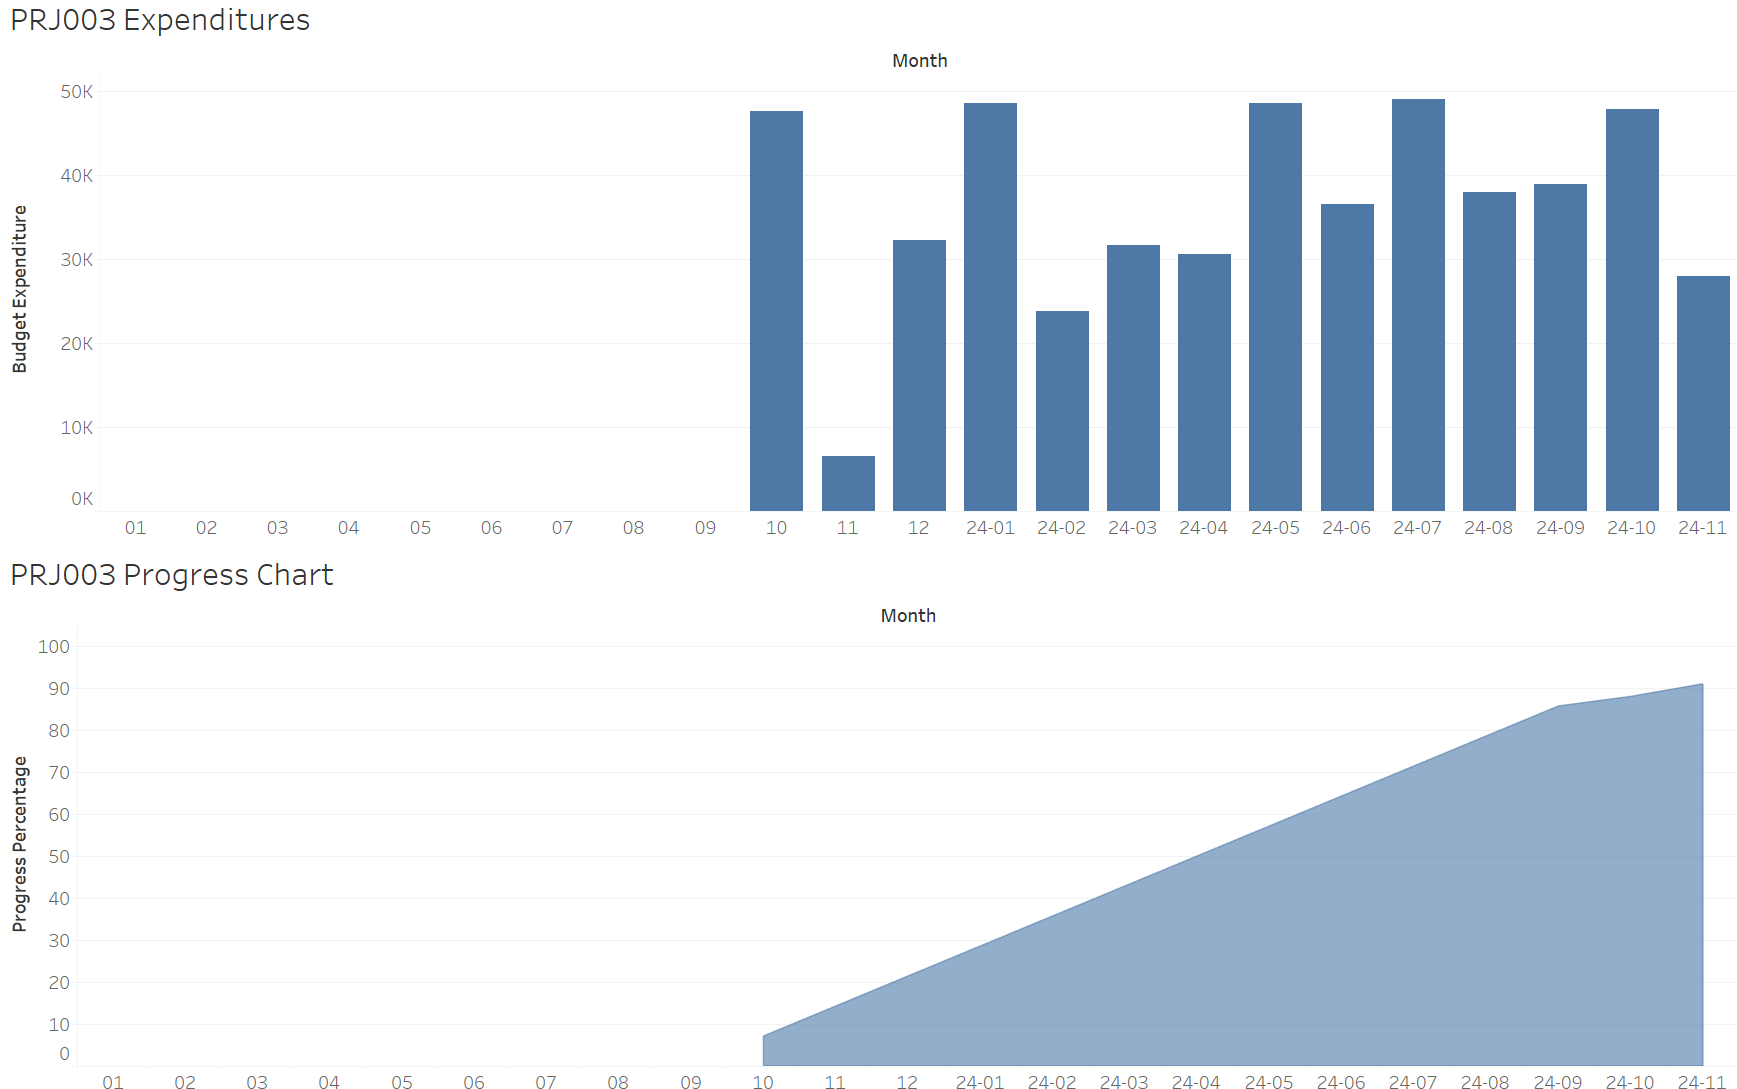 PRJ003 Expenditures
Month
50K
40K
30K
20K
10K
0K
Budget Expenditure
01 02 03 04 05 06 07 08 09 10 11 12 24-01 24-02 24-03 24-04 24-05 24-06 24-07 24-08 24-09 24-10 24-11
PRJ003 Progress Chart
Month
100
90
80
70
60
50
40
30
20
10
0
Progress Percentage
01 02 03 04 05 06 07 08 09 10 11 12 24-01 24-02 24-03 24-04 24-05 24-06 24-07 24-08 24-09 24-10 24-11